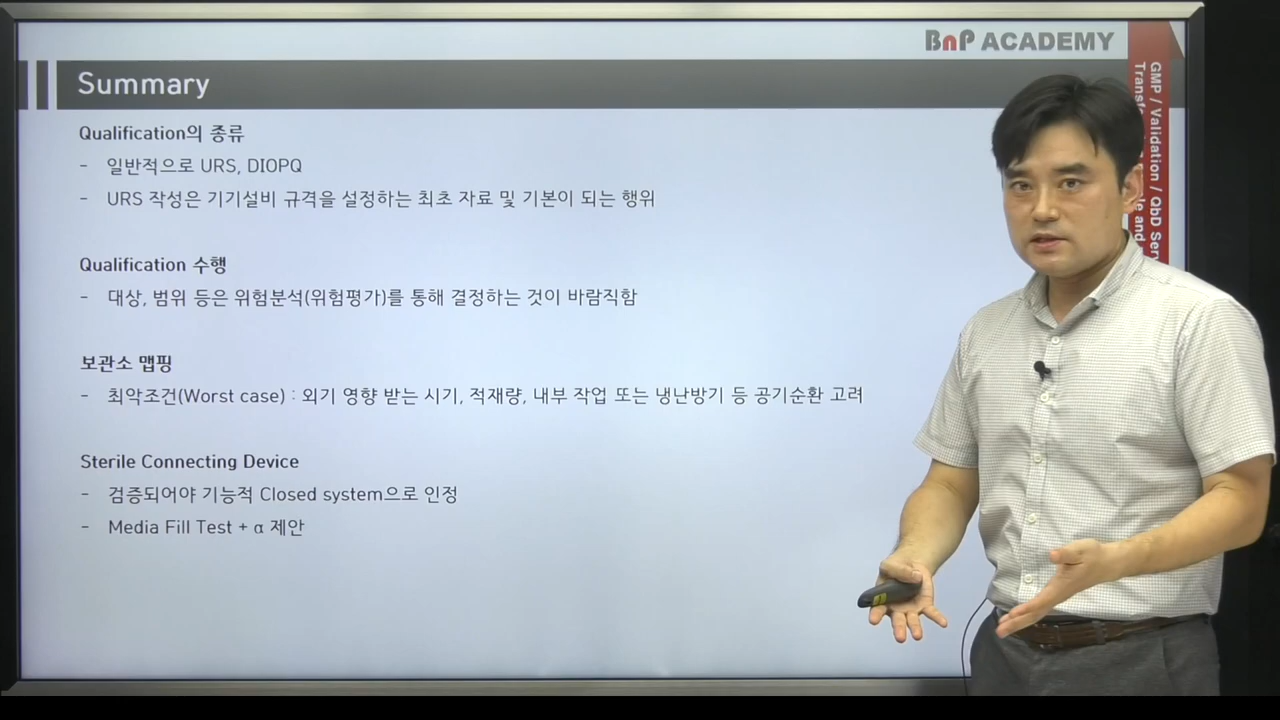 BnP ACADEMY
Summary
GMP / Validation / QbD Ser
Qualification의 종류
- 일반적으로 URS, DIOPQ
- URS 작성은 기기설비 규격을 설정하는 최초 자료 및 기본이 되는 행위
Qualification 수행
- 대상, 범위 등은 위험분석(위험평가)를 통해 결정하는 것이 바람직함
보관소 맵핑
- 최악조건(Worst case) : 외기 영향 받는 시기, 적재량, 내부 작업 또는 냉난방기 등 공기순환 고려
Sterile Connecting Device
- 검증되어야 기능적 Closed system으로 인정
- Media Fill Test + α 제안